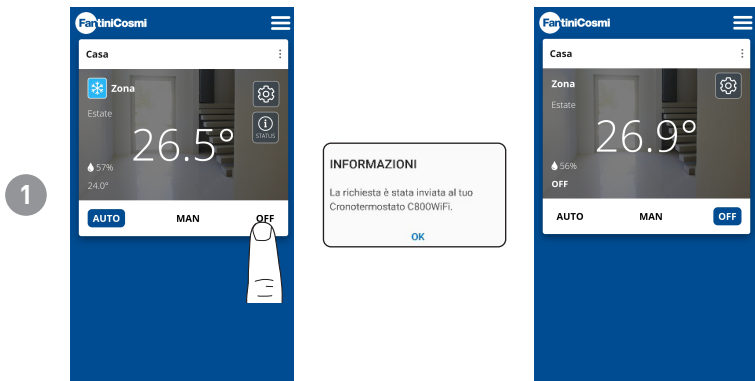 1
FantiniCosmi
Casa
Zona
Estate
26.5°
STATUS
57%
24.0°
AUTO MAN OFF
INFORMAZIONI
La richiesta è stata inviata al tuo
Cronotermostato C800WiFi.
OK
FantiniCosmi
Casa
Zona
Estate
26.9°
56%
OFF
AUTO MAN OFF